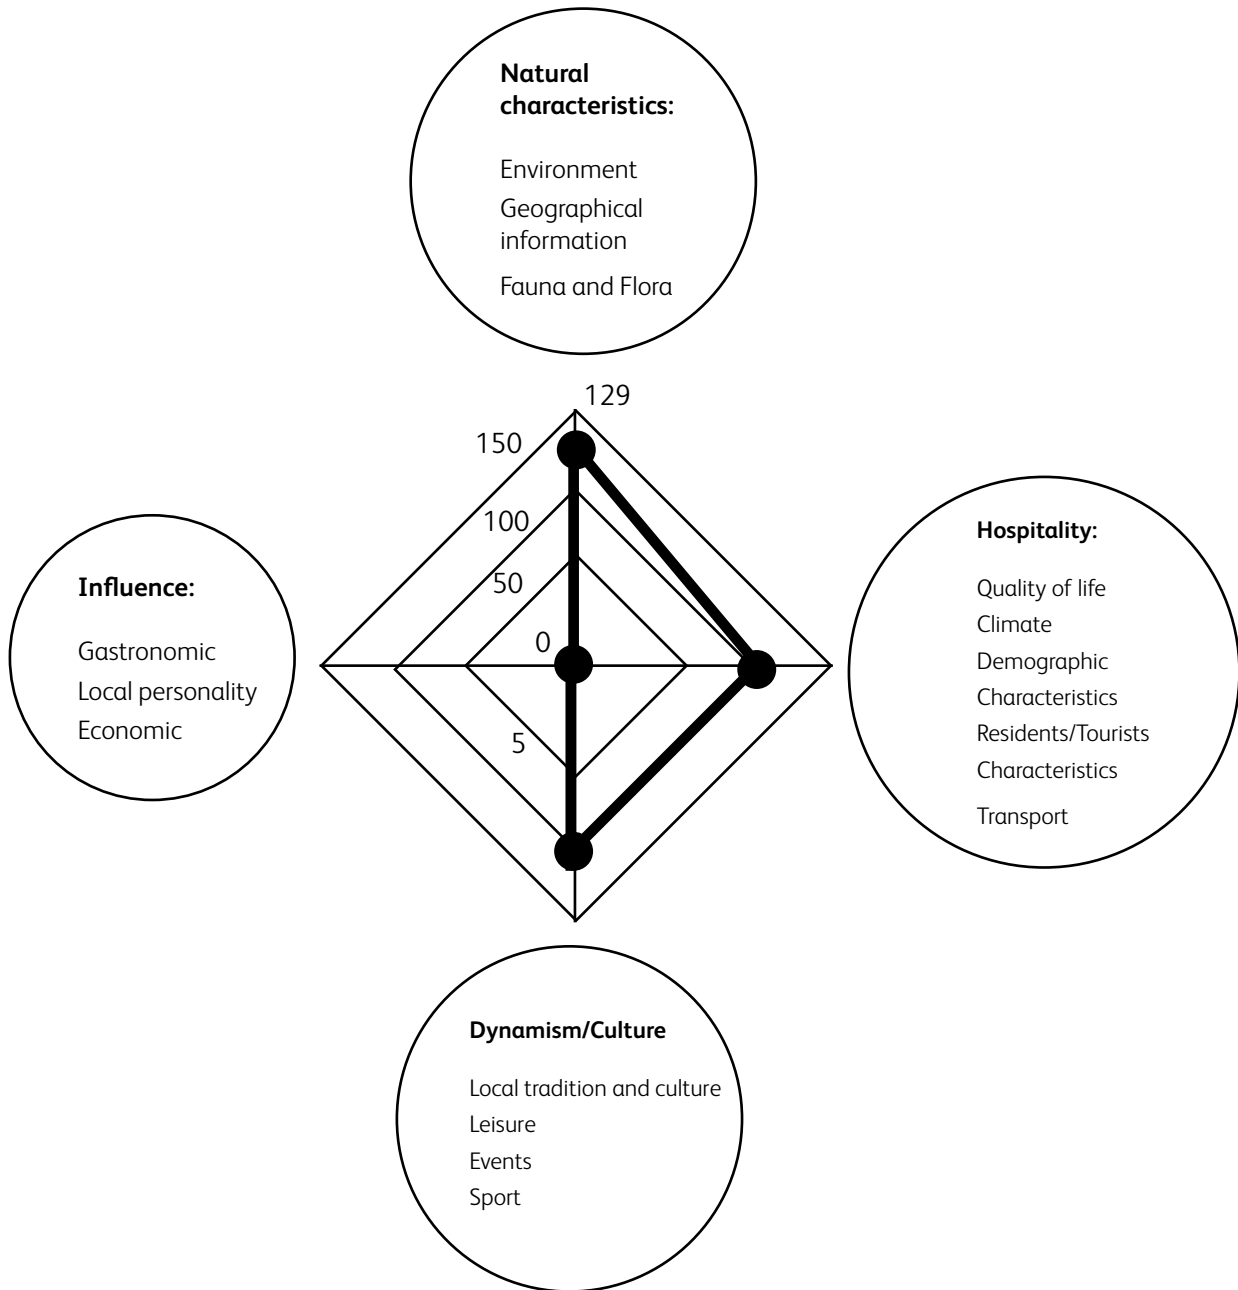 Natural
characteristics:
Environment
Geographical
information
Fauna and Flora
129
150
100
50
0
5
Influence:
Gastronomic
Local personality
Economic
Hospitality:
Quality of life
Climate
Demographic
Characteristics
Residents/Tourists
Characteristics
Transport
Dynamism/Culture
Local tradition and culture
Leisure
Events
Sport